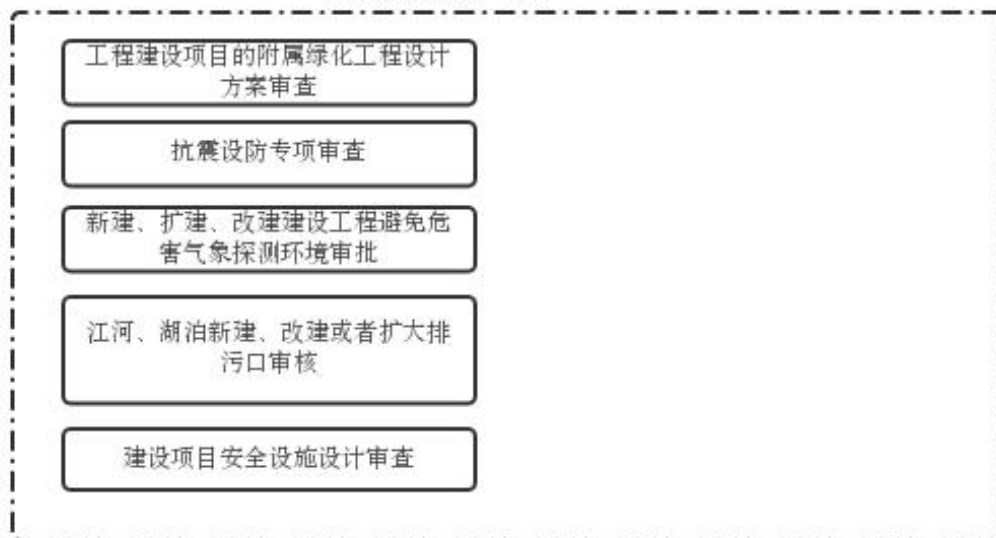 工程建设项目的附属绿化工程设计
方案审查
抗震设防专项审查
新建、扩建、改建建设工程避免危
害气象探测环境审批
江河、湖泊新建、改建或者扩大排
污口审核
建设项目安全设施设计审查